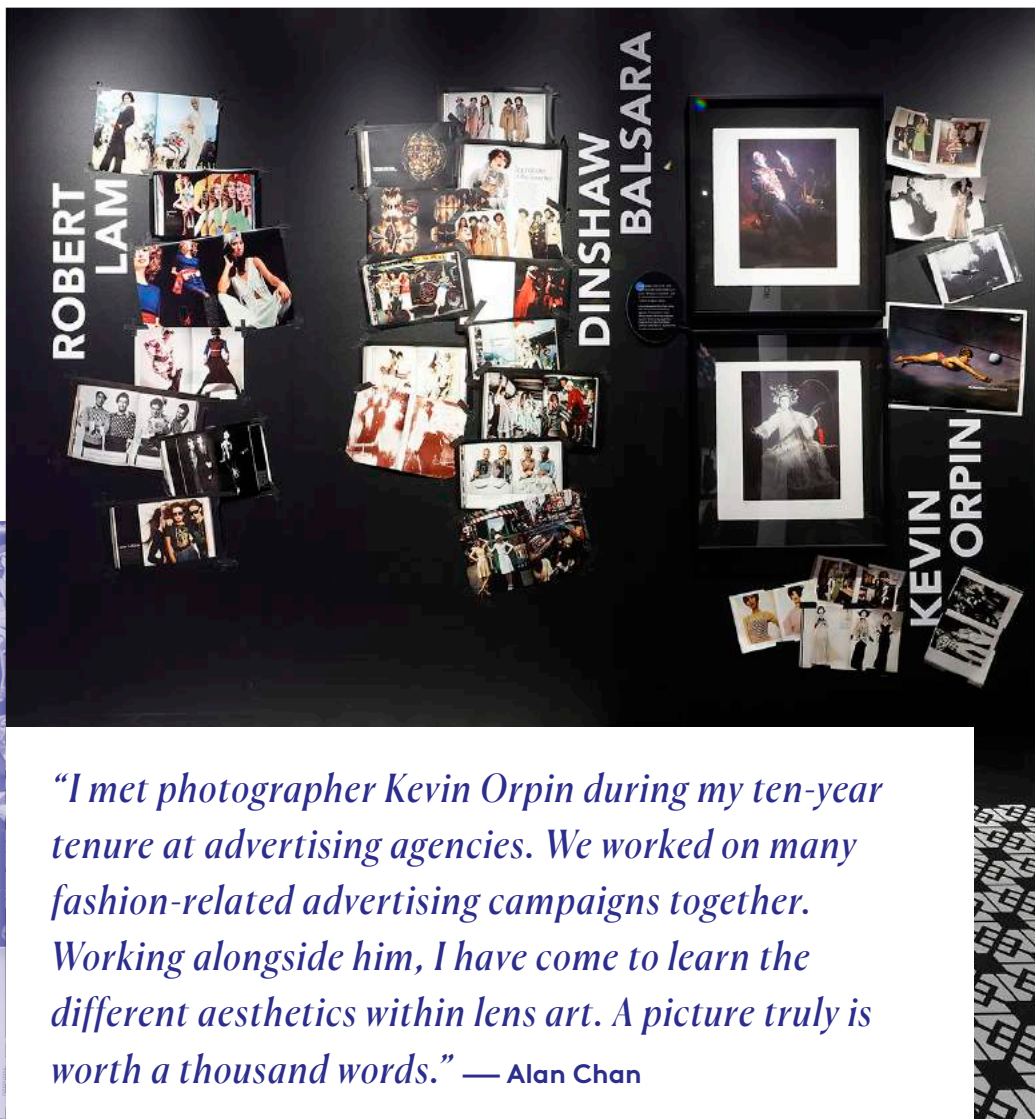 ROBERT
LAM
DINSHAW
BALSARA
KEVIN
ORPIN
“I met photographer Kevin Orpin during my ten-year
tenure at advertising agencies. We worked on many
fashion-related advertising campaigns together.
Working alongside him, I have come to learn the
different aesthetics within lens art. A picture truly is
worth a thousand words.” — Alan Chan